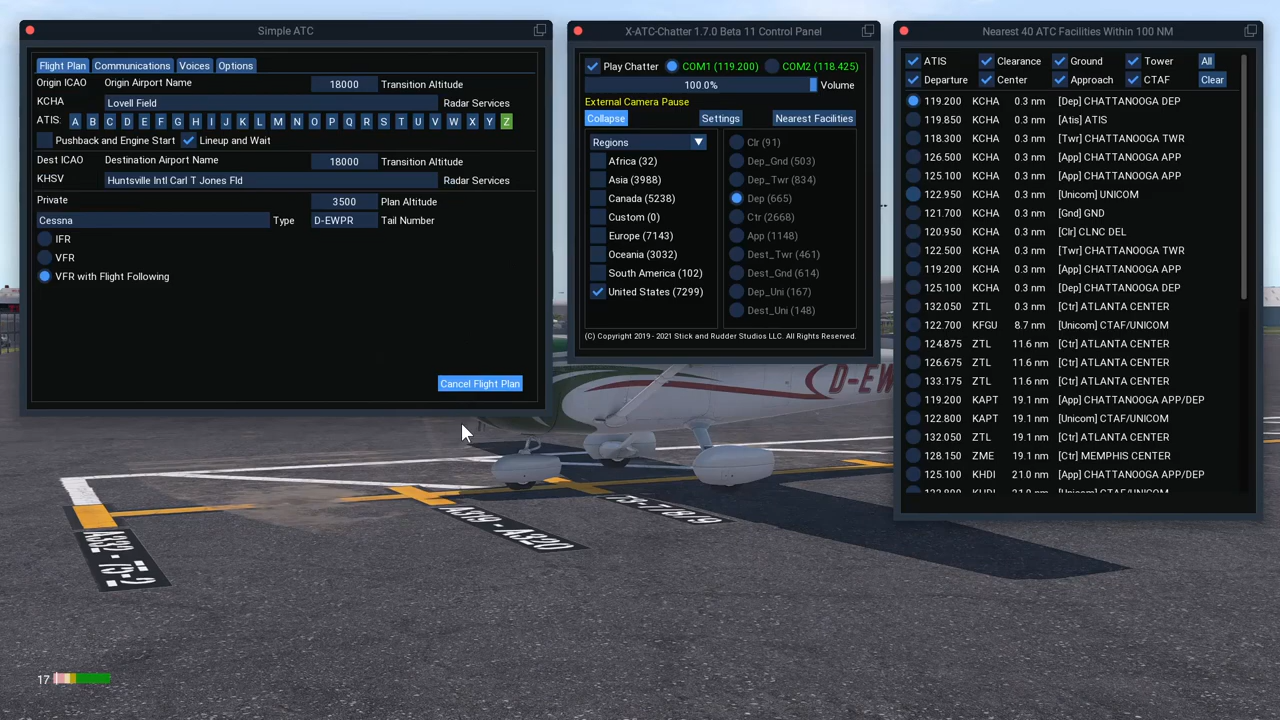 Simple ATC
Flight Plan Communications Voices Options
Origin ICAO Origin Airport Name 18000 Transition Altitude
KCHA Lovell Field Radar Services
ATIS: A B C D E F G H I J K L M N O P Q R S T U V W X Y Z
Pushback and Engine Start Lineup and Wait
Dest ICAO Destination Airport Name 18000 Transition Altitude
KHSV Huntsville Intl Carl T Jones Fld Radar Services
Private 3500 Plan Altitude
Cessna Type D-EWPR Tail Number
IFR
VFR
VFR with Flight Following
Cancel Flight Plan
X-ATC-Chatter 1.7.0 Beta 11 Control Panel
Play Chatter COM1 (119.200) COM2 (118.425)
100.0% Volume
External Camera Pause
Collapse Settings Nearest Facilities
Regions
Africa (32)
Asia (3988)
Canada (5238)
Custom (0)
Europe (7143)
Oceania (3032)
South America (102)
United States (7299)
Clr (91)
Dep_Gnd (503)
Dep_Twr (834)
Dep (665)
Ctr (2668)
App (1148)
Dest_Twr (461)
Dest_Gnd (614)
Dep_Uni (167)
Dest_Uni (148)
(C) Copyright 2019 - 2021 Stick and Rudder Studios LLC. All Rights Reserved.
Nearest 40 ATC Facilities Within 100 NM
ATIS Clearance Ground Tower All
Departure Center Approach CTAF Clear
119.200 KCHA 0.3 nm [Dep] CHATTANOOGA DEP
119.850 KCHA 0.3 nm [Atis] ATIS
118.300 KCHA 0.3 nm [Twr] CHATTANOOGA TWR
126.500 KCHA 0.3 nm [App] CHATTANOOGA APP
125.100 KCHA 0.3 nm [App] CHATTANOOGA APP
122.950 KCHA 0.3 nm [Unicom] UNICOM
121.700 KCHA 0.3 nm [Gnd] GND
120.950 KCHA 0.3 nm [Clr] CLNC DEL
122.500 KCHA 0.3 nm [Twr] CHATTANOOGA TWR
119.200 KCHA 0.3 nm [App] CHATTANOOGA APP
125.100 KCHA 0.3 nm [Dep] CHATTANOOGA DEP
132.050 ZTL 0.3 nm [Ctr] ATLANTA CENTER
122.700 KFGU 8.7 nm [Unicom] CTAF/UNICOM
124.875 ZTL 11.6 nm [Ctr] ATLANTA CENTER
126.675 ZTL 11.6 nm [Ctr] ATLANTA CENTER
133.175 ZTL 11.6 nm [Ctr] ATLANTA CENTER
119.200 KAPT 19.1 nm [App] CHATTANOOGA APP/DEP
122.800 KAPT 19.1 nm [Unicom] CTAF/UNICOM
132.050 ZTL 19.1 nm [Ctr] ATLANTA CENTER
128.150 ZME 19.1 nm [Ctr] MEMPHIS CENTER
125.100 KHDI 21.0 nm [App] CHATTANOOGA APP/DEP
D-EW
A319 - A320
17